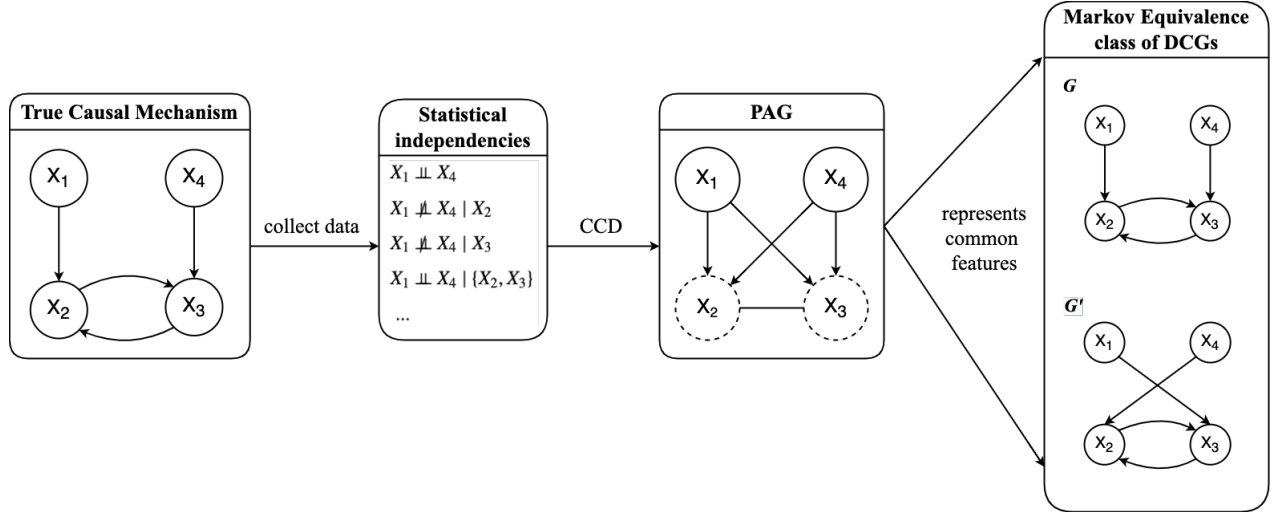 True Causal Mechanism
X₁
X₄
X₂
X₃
collect data
Statistical
independencies
X₁ ⫫ X₄
X₁ ⫫̸ X₄ | X₂
X₁ ⫫̸ X₄ | X₃
X₁ ⫫ X₄ | {X₂, X₃}
...
CCD
PAG
X₁
X₄
X₂
X₃
represents
common
features
Markov Equivalence
class of DCGs
G
X₁
X₄
X₂
X₃
G'
X₁
X₄
X₂
X₃